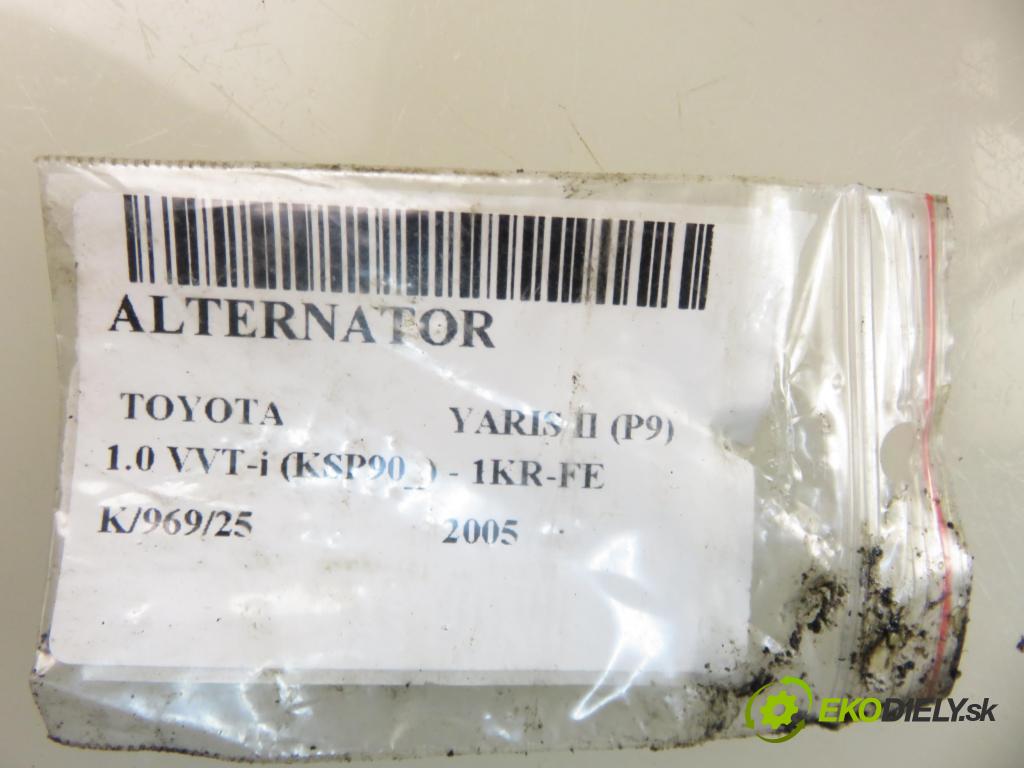 ALTERNATOR
TOYOTA YARIS II (P9)
1.0 VVT-i (KSP90_) - 1KR-FE
K/969/25 2005
EKODIELY.sk